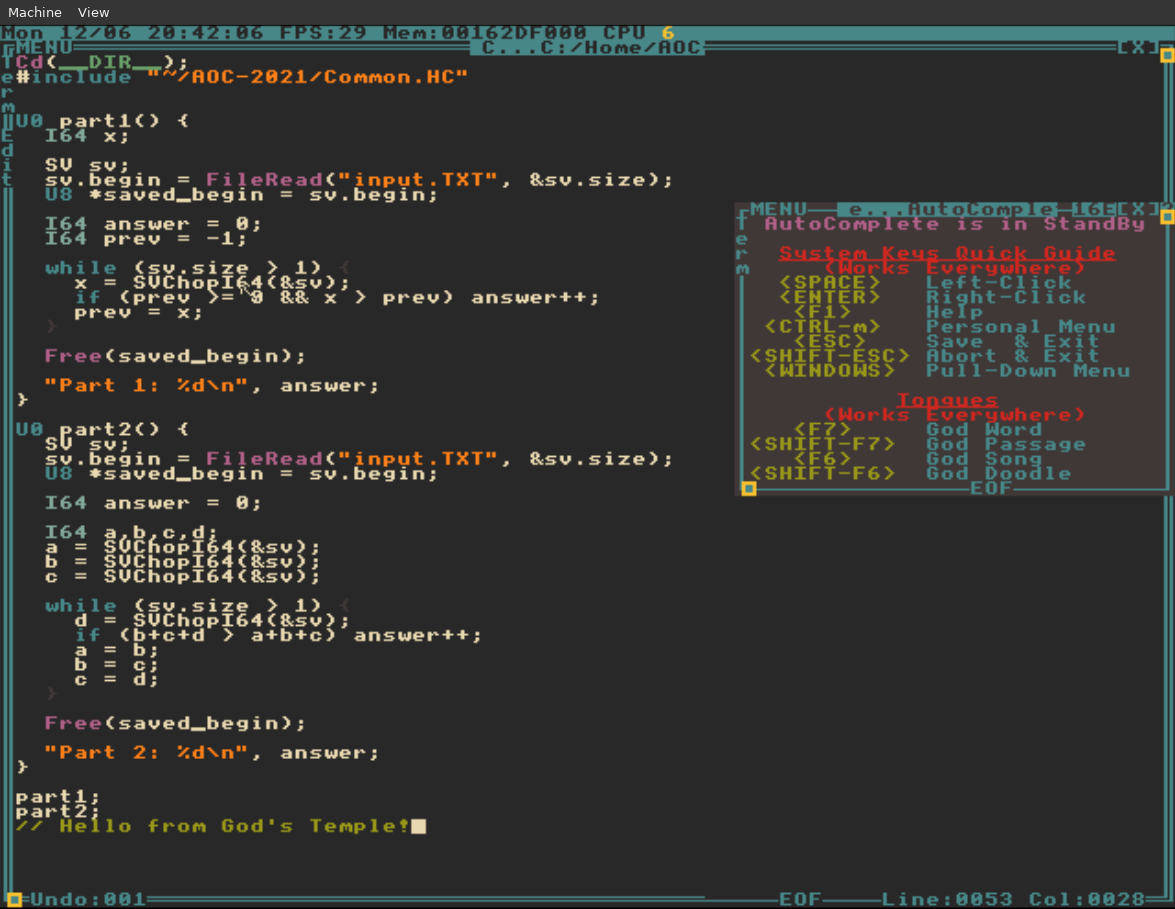 Machine View
Mon 12/06 20:42:06 FPS:29 Mem:00162DF000 CPU 6
MENU C...C:/Home/AOC [X]
Term Edit
Cd(__DIR__);
#include "~/AOC-2021/Common.HC"
U0 part1() {
I64 x;
SV sv;
sv.begin = FileRead("input.TXT", &sv.size);
U8 *saved_begin = sv.begin;
I64 answer = 0;
I64 prev = -1;
while (sv.size > 1) {
x = SVChopI64(&sv);
if (prev >= 0 && x > prev) answer++;
prev = x;
}
Free(saved_begin);
"Part 1: %d\n", answer;
}
U0 part2() {
SV sv;
sv.begin = FileRead("input.TXT", &sv.size);
U8 *saved_begin = sv.begin;
I64 answer = 0;
I64 a,b,c,d;
a = SVChopI64(&sv);
b = SVChopI64(&sv);
c = SVChopI64(&sv);
while (sv.size > 1) {
d = SVChopI64(&sv);
if (b+c+d > a+b+c) answer++;
a = b;
b = c;
c = d;
}
Free(saved_begin);
"Part 2: %d\n", answer;
}
part1;
part2;
// Hello from God's Temple!
Undo:001 EOF Line:0053 Col:0028
MENU e...AutoComple 16E[X]?
Term
AutoComplete is in StandBy
System Keys Quick Guide
(Works Everywhere)
<SPACE> Left-Click
<ENTER> Right-Click
<F1> Help
<CTRL-m> Personal Menu
<ESC> Save & Exit
<SHIFT-ESC> Abort & Exit
<WINDOWS> Pull-Down Menu
Tongues
(Works Everywhere)
<F7> God Word
<SHIFT-F7> God Passage
<F6> God Song
<SHIFT-F6> God Doodle
EOF